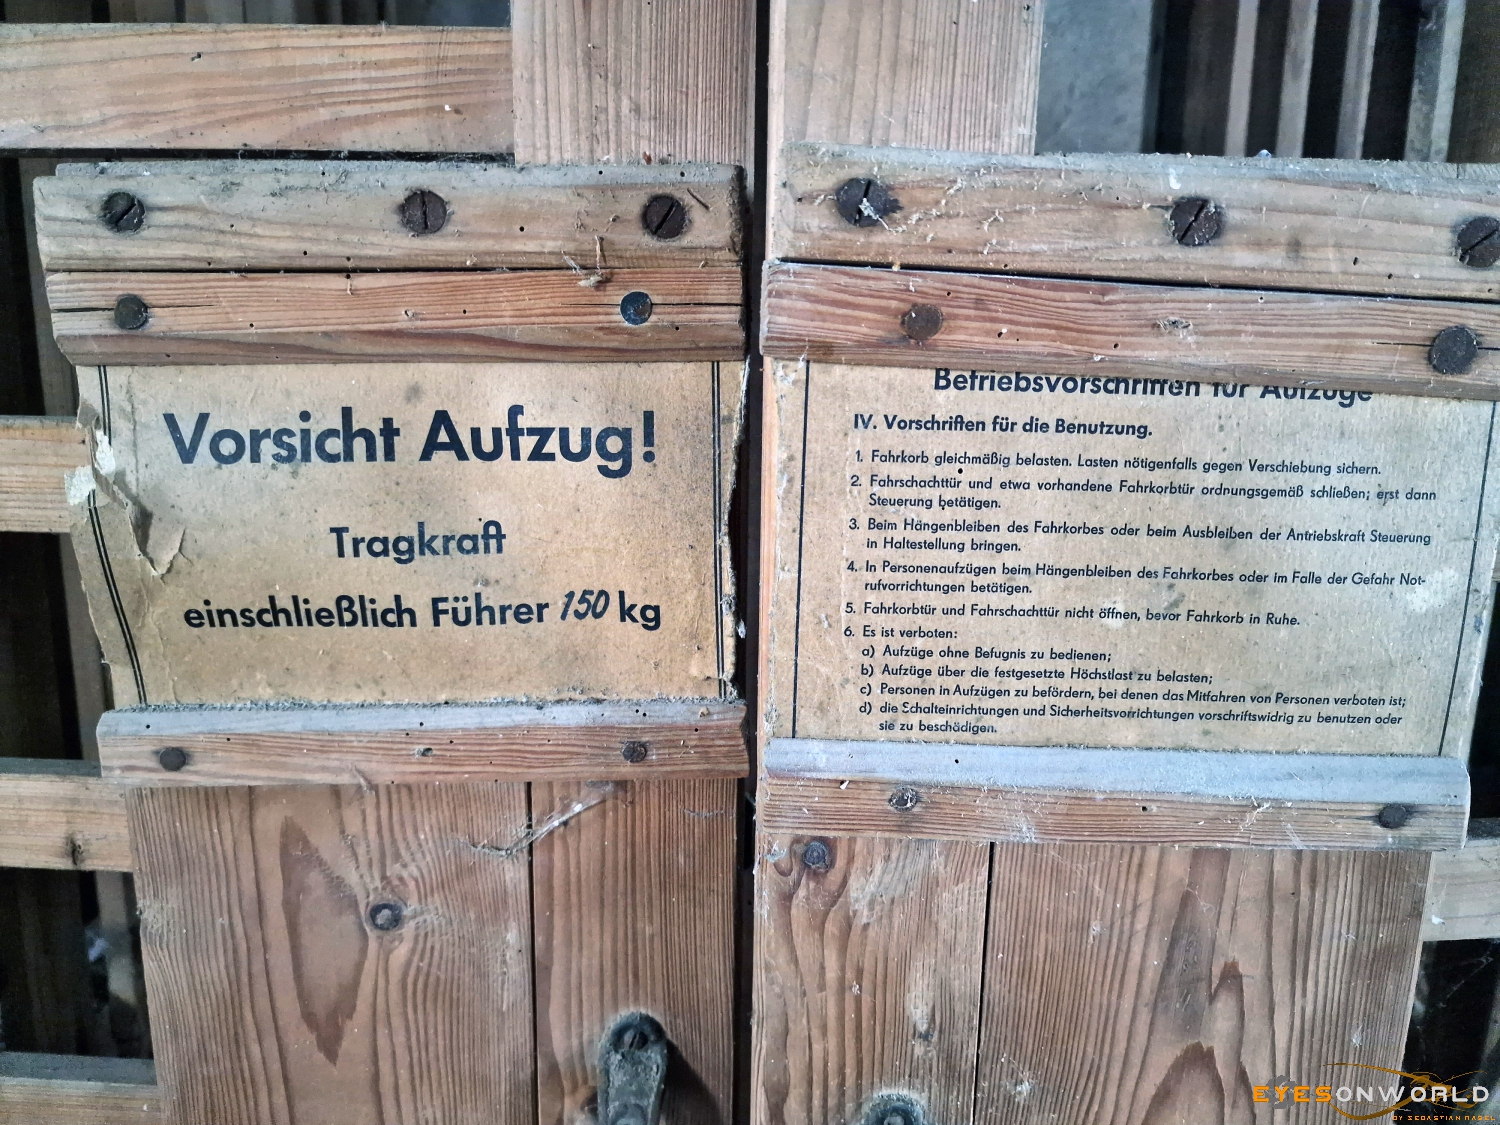 Vorsicht Aufzug!
Tragkraft
einschließlich Führer 150 kg
Betriebsvorschriften für Aufzüge
IV. Vorschriften für die Benutzung.
1. Fahrkorb gleichmäßig belasten. Lasten nötigenfalls gegen Verschiebung sichern.
2. Fahrschachttür und etwa vorhandene Fahrkorbtür ordnungsgemäß schließen; erst dann
Steuerung betätigen.
3. Beim Hängenbleiben des Fahrkorbes oder beim Ausbleiben der Antriebskraft Steuerung
in Haltestellung bringen.
4. In Personenaufzügen beim Hängenbleiben des Fahrkorbes oder im Falle der Gefahr Not-
rufvorrichtungen betätigen.
5. Fahrkorbtür und Fahrschachttür nicht öffnen, bevor Fahrkorb in Ruhe.
6. Es ist verboten:
a) Aufzüge ohne Befugnis zu bedienen;
b) Aufzüge über die festgesetzte Höchstlast zu belasten;
c) Personen in Aufzügen zu befördern, bei denen das Mitfahren von Personen verboten ist;
d) die Schalteinrichtungen und Sicherheitsvorrichtungen vorschriftswidrig zu benutzen oder
sie zu beschädigen.
EYESONWORLD
BY SEBASTIAN NABEL